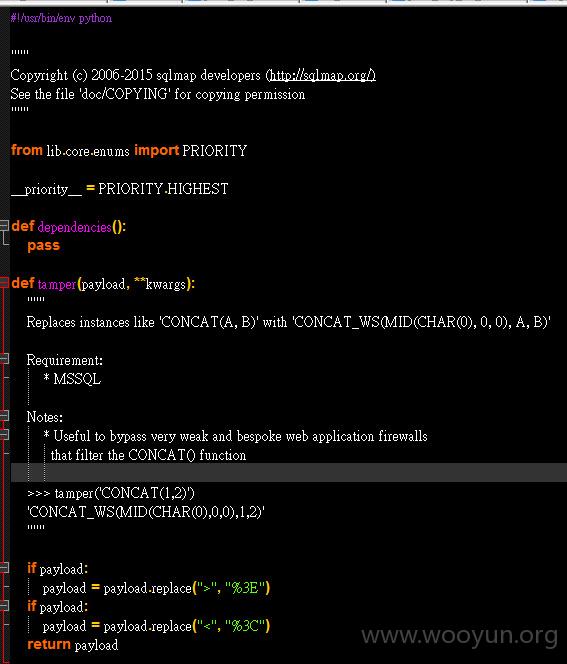 #!/usr/bin/env python
"""
Copyright (c) 2006-2015 sqlmap developers (http://sqlmap.org/)
See the file 'doc/COPYING' for copying permission
"""
from lib.core.enums import PRIORITY
__priority__ = PRIORITY.HIGHEST
def dependencies():
pass
def tamper(payload, **kwargs):
"""
Replaces instances like 'CONCAT(A, B)' with 'CONCAT_WS(MID(CHAR(0), 0, 0), A, B)'
Requirement:
* MSSQL
Notes:
* Useful to bypass very weak and bespoke web application firewalls
that filter the CONCAT() function
>>> tamper('CONCAT(1,2)')
'CONCAT_WS(MID(CHAR(0),0,0),1,2)'
"""
if payload:
payload = payload.replace(">", "%3E")
if payload:
payload = payload.replace("<", "%3C")
return payload
www.wooyun.org